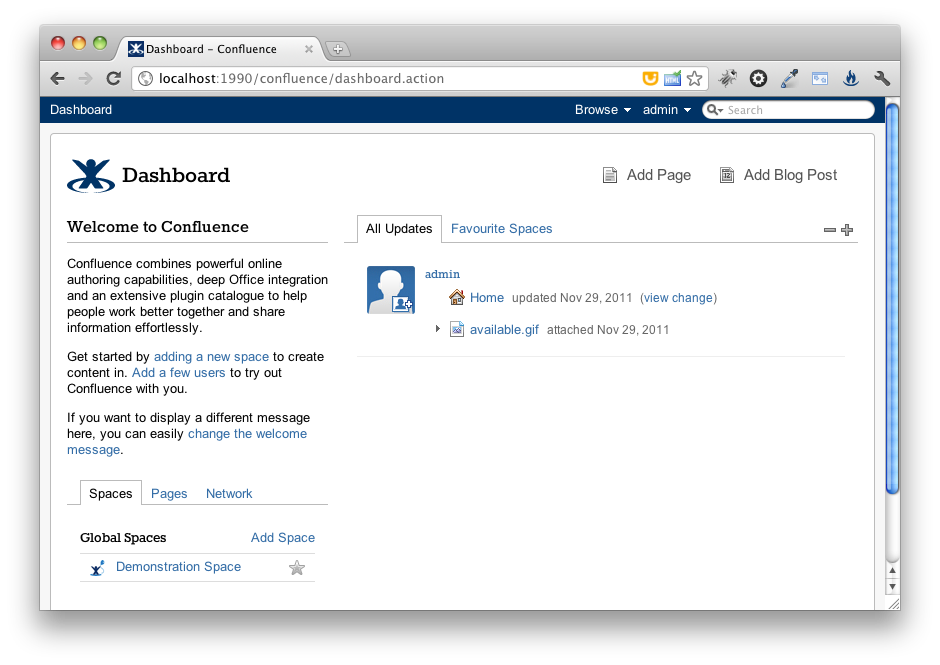 Dashboard – Confluence
localhost:1990/confluence/dashboard.action
Dashboard Browse admin Search
Dashboard
Add Page Add Blog Post
Welcome to Confluence
Confluence combines powerful online
authoring capabilities, deep Office integration
and an extensive plugin catalogue to help
people work better together and share
information effortlessly.
Get started by adding a new space to create
content in. Add a few users to try out
Confluence with you.
If you want to display a different message
here, you can easily change the welcome
message.
Spaces Pages Network
Global Spaces Add Space
Demonstration Space
All Updates Favourite Spaces
admin
Home updated Nov 29, 2011 (view change)
available.gif attached Nov 29, 2011